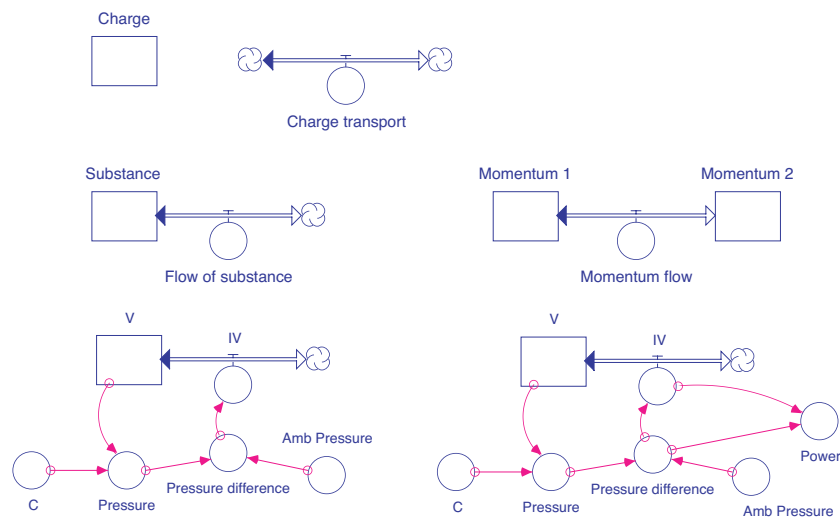 Charge
Charge transport
Substance
Momentum 1
Momentum 2
Flow of substance
Momentum flow
V
IV
Amb Pressure
C
Pressure
Pressure difference
V
IV
Power
C
Pressure
Pressure difference
Amb Pressure